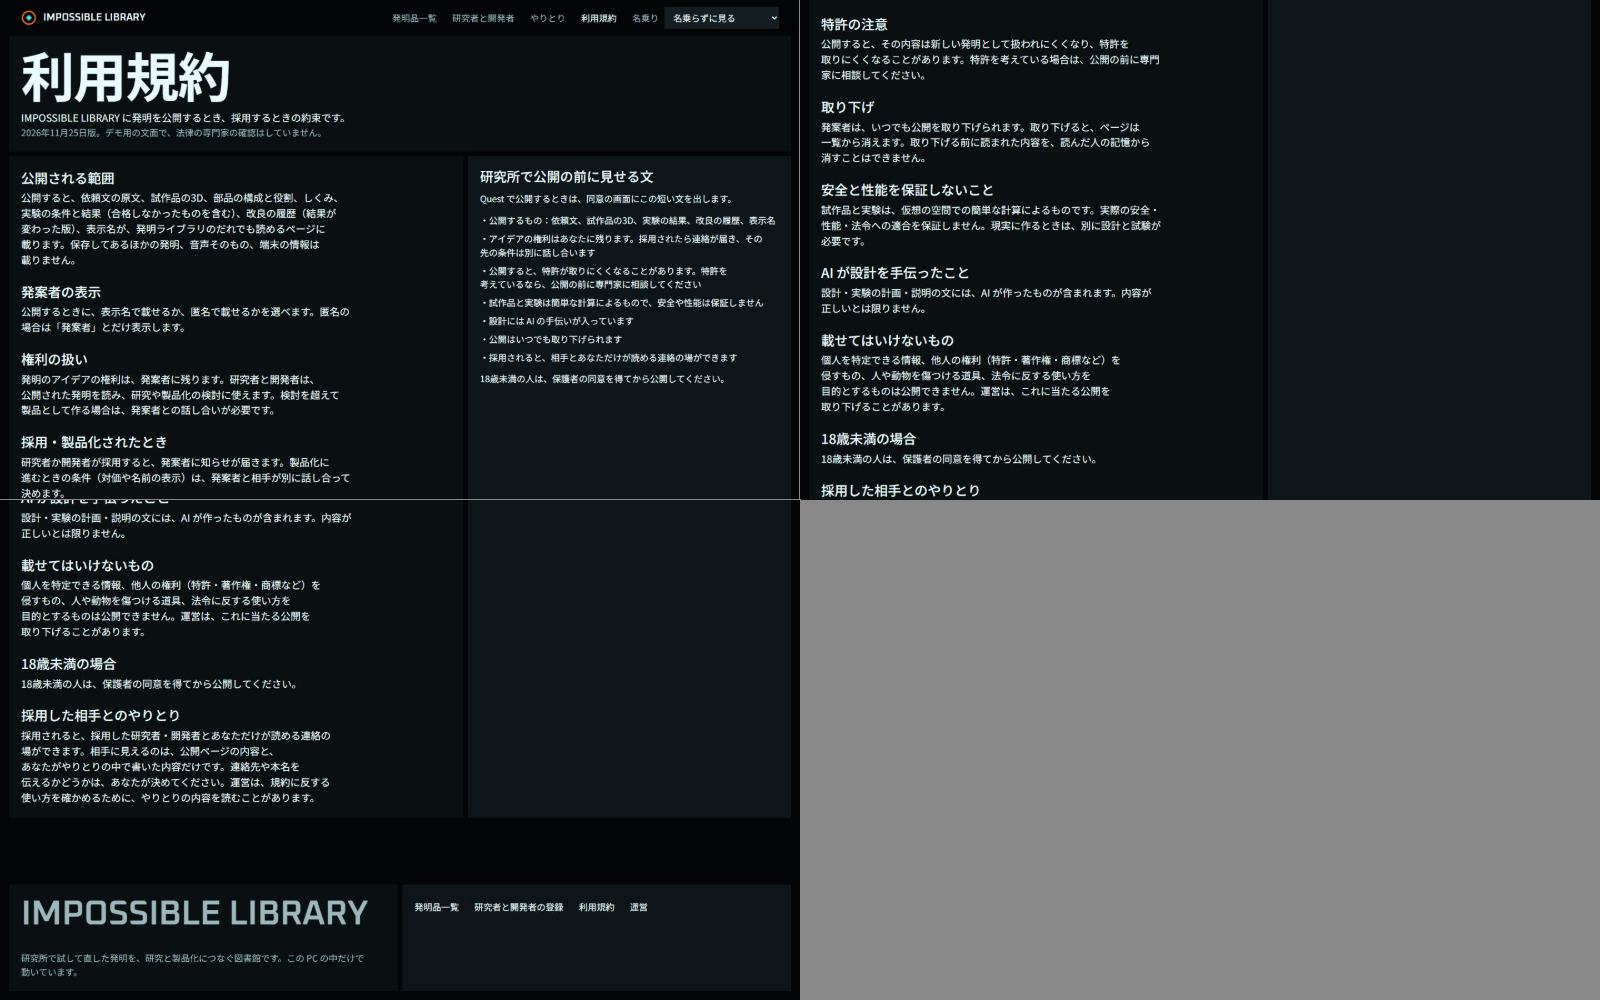 IMPOSSIBLE LIBRARY
発明品一覧
研究者と開発者
やりとり
利用規約
名乗り
名乗らずに見る
利用規約
IMPOSSIBLE LIBRARY に発明を公開するとき、採用するときの約束です。
2026年11月25日版。デモ用の文面で、法律の専門家の確認はしていません。
公開される範囲
公開すると、依頼文の原文、試作品の3D、部品の構成と役割、しくみ、
実験の条件と結果（合格しなかったものを含む）、改良の履歴（結果が
変わった版）、表示名が、発明ライブラリのだれでも読めるページに
載ります。保存してあるほかの発明、音声そのもの、端末の情報は
載りません。
発案者の表示
公開するときに、表示名で載せるか、匿名で載せるかを選べます。匿名の
場合は「発案者」とだけ表示します。
権利の扱い
発明のアイデアの権利は、発案者に残ります。研究者と開発者は、
公開された発明を読み、研究や製品化の検討に使えます。検討を超えて
製品として作る場合は、発案者との話し合いが必要です。
採用・製品化されたとき
研究者か開発者が採用すると、発案者に知らせが届きます。製品化に
進むときの条件（対価や名前の表示）は、発案者と相手が別に話し合って
決めます。
研究所で公開の前に見せる文
Quest で公開するときは、同意の画面にこの短い文を出します。
・公開するもの：依頼文、試作品の3D、実験の結果、改良の履歴、表示名
・アイデアの権利はあなたに残ります。採用されたら連絡が届き、その
先の条件は別に話し合います
・公開すると、特許が取りにくくなることがあります。特許を
考えているなら、公開の前に専門家に相談してください
・試作品と実験は簡単な計算によるもので、安全や性能は保証しません
・設計には AI の手伝いが入っています
・公開はいつでも取り下げられます
・採用されると、相手とあなただけが読める連絡の場ができます
18歳未満の人は、保護者の同意を得てから公開してください。
特許の注意
公開すると、その内容は新しい発明として扱われにくくなり、特許を
取りにくくなることがあります。特許を考えている場合は、公開の前に専門
家に相談してください。
取り下げ
発案者は、いつでも公開を取り下げられます。取り下げると、ページは
一覧から消えます。取り下げる前に読まれた内容を、読んだ人の記憶から
消すことはできません。
安全と性能を保証しないこと
試作品と実験は、仮想の空間での簡単な計算によるものです。実際の安全・
性能・法令への適合を保証しません。現実に作るときは、別に設計と試験が
必要です。
AI が設計を手伝ったこと
設計・実験の計画・説明の文には、AI が作ったものが含まれます。内容が
正しいとは限りません。
載せてはいけないもの
個人を特定できる情報、他人の権利（特許・著作権・商標など）を
侵すもの、人や動物を傷つける道具、法令に反する使い方を
目的とするものは公開できません。運営は、これに当たる公開を
取り下げることがあります。
18歳未満の場合
18歳未満の人は、保護者の同意を得てから公開してください。
採用した相手とのやりとり
AI が設計を手伝ったこと
設計・実験の計画・説明の文には、AI が作ったものが含まれます。内容が
正しいとは限りません。
載せてはいけないもの
個人を特定できる情報、他人の権利（特許・著作権・商標など）を
侵すもの、人や動物を傷つける道具、法令に反する使い方を
目的とするものは公開できません。運営は、これに当たる公開を
取り下げることがあります。
18歳未満の場合
18歳未満の人は、保護者の同意を得てから公開してください。
採用した相手とのやりとり
採用されると、採用した研究者・開発者とあなただけが読める連絡の
場ができます。相手に見えるのは、公開ページの内容と、
あなたがやりとりの中で書いた内容だけです。連絡先や本名を
伝えるかどうかは、あなたが決めてください。運営は、規約に反する
使い方を確かめるために、やりとりの内容を読むことがあります。
IMPOSSIBLE LIBRARY
研究所で試して直した発明を、研究と製品化につなぐ図書館です。この PC の中だけで
動いています。
発明品一覧
研究者と開発者の登録
利用規約
運営